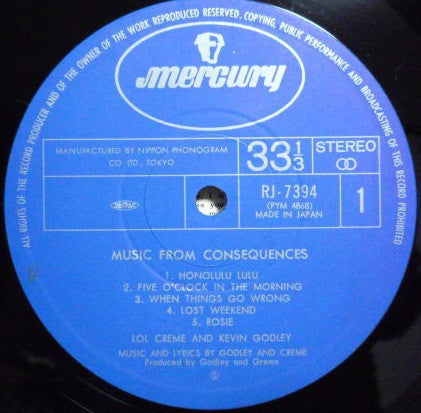 ALL RIGHTS OF THE RECORD PRODUCER AND OF THE OWNER OF THE WORK REPRODUCED RESERVED. COPYING, PUBLIC PERFORMANCE AND BROADCASTING OF THIS RECORD PROHIBITED
mercury
MANUFACTURED BY NIPPON PHONOGRAM
CO. LTD., TOKYO
33 1/3
STEREO
RJ-7394
(PYM 4868)
MADE IN JAPAN
1
MUSIC FROM CONSEQUENCES
1. HONOLULU LULU
2. FIVE O'CLOCK IN THE MORNING
3. WHEN THINGS GO WRONG
4. LOST WEEKEND
5. ROSIE
LOL CREME AND KEVIN GODLEY
MUSIC AND LYRICS BY GODLEY AND CREME
Produced by Godley and Greme